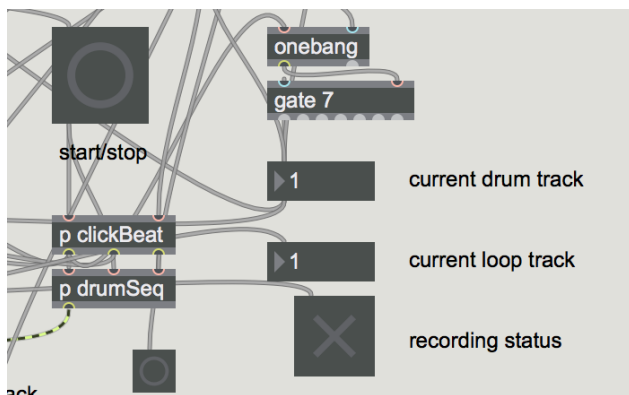 onebang
gate 7
start/stop
1
current drum track
p clickBeat
1
current loop track
p drumSeq
recording status